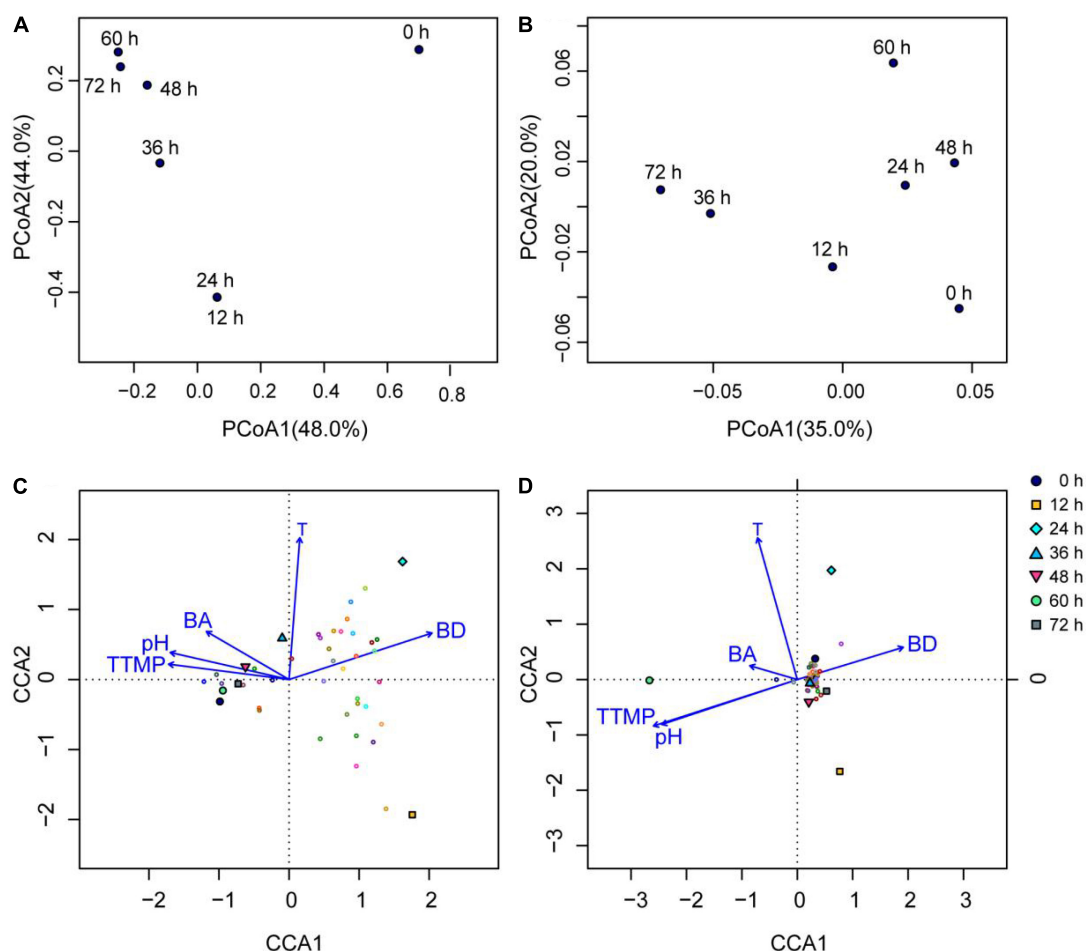 A
60 h
0 h
72 h
48 h
36 h
24 h
12 h
0.2
0.0
−0.2
−0.4
PCoA2(44.0%)
−0.2
0.0
0.2
0.4
0.6
0.8
PCoA1(48.0%)
B
60 h
48 h
24 h
72 h
36 h
12 h
0 h
0.06
0.02
−0.02
−0.06
PCoA2(20.0%)
−0.05
0.00
0.05
PCoA1(35.0%)
C
T
BA
BD
pH
TTMP
2
1
0
−1
−2
CCA2
−2
−1
0
1
2
CCA1
D
T
BA
BD
TTMP
pH
3
2
1
0
−1
−2
−3
CCA2
0
−3
−2
−1
0
1
2
3
CCA1
0 h
12 h
24 h
36 h
48 h
60 h
72 h